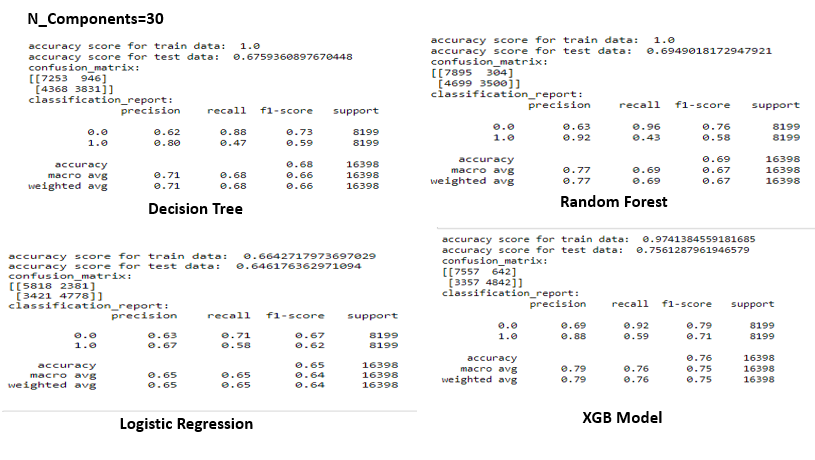 N_Components=30
accuracy score for train data: 1.0
accuracy score for test data: 0.6759360897670448
confusion_matrix:
[[7253 946]
[4368 3831]]
classification_report:
precision recall f1-score support
0.0 0.62 0.88 0.73 8199
1.0 0.80 0.47 0.59 8199
accuracy 0.68 16398
macro avg 0.71 0.68 0.66 16398
weighted avg 0.71 0.68 0.66 16398
Decision Tree
accuracy score for train data: 1.0
accuracy score for test data: 0.6949018172947921
confusion_matrix:
[[7895 304]
[4699 3500]]
classification_report:
precision recall f1-score support
0.0 0.63 0.96 0.76 8199
1.0 0.92 0.43 0.58 8199
accuracy 0.69 16398
macro avg 0.77 0.69 0.67 16398
weighted avg 0.77 0.69 0.67 16398
Random Forest
accuracy score for train data: 0.6642717973697029
accuracy score for test data: 0.646176362971094
confusion_matrix:
[[5818 2381]
[3421 4778]]
classification_report:
precision recall f1-score support
0.0 0.63 0.71 0.67 8199
1.0 0.67 0.58 0.62 8199
accuracy 0.65 16398
macro avg 0.65 0.65 0.64 16398
weighted avg 0.65 0.65 0.64 16398
Logistic Regression
accuracy score for train data: 0.9741384559181685
accuracy score for test data: 0.7561287961946579
confusion_matrix:
[[7557 642]
[3357 4842]]
classification_report:
precision recall f1-score support
0.0 0.69 0.92 0.79 8199
1.0 0.88 0.59 0.71 8199
accuracy 0.76 16398
macro avg 0.79 0.76 0.75 16398
weighted avg 0.79 0.76 0.75 16398
XGB Model